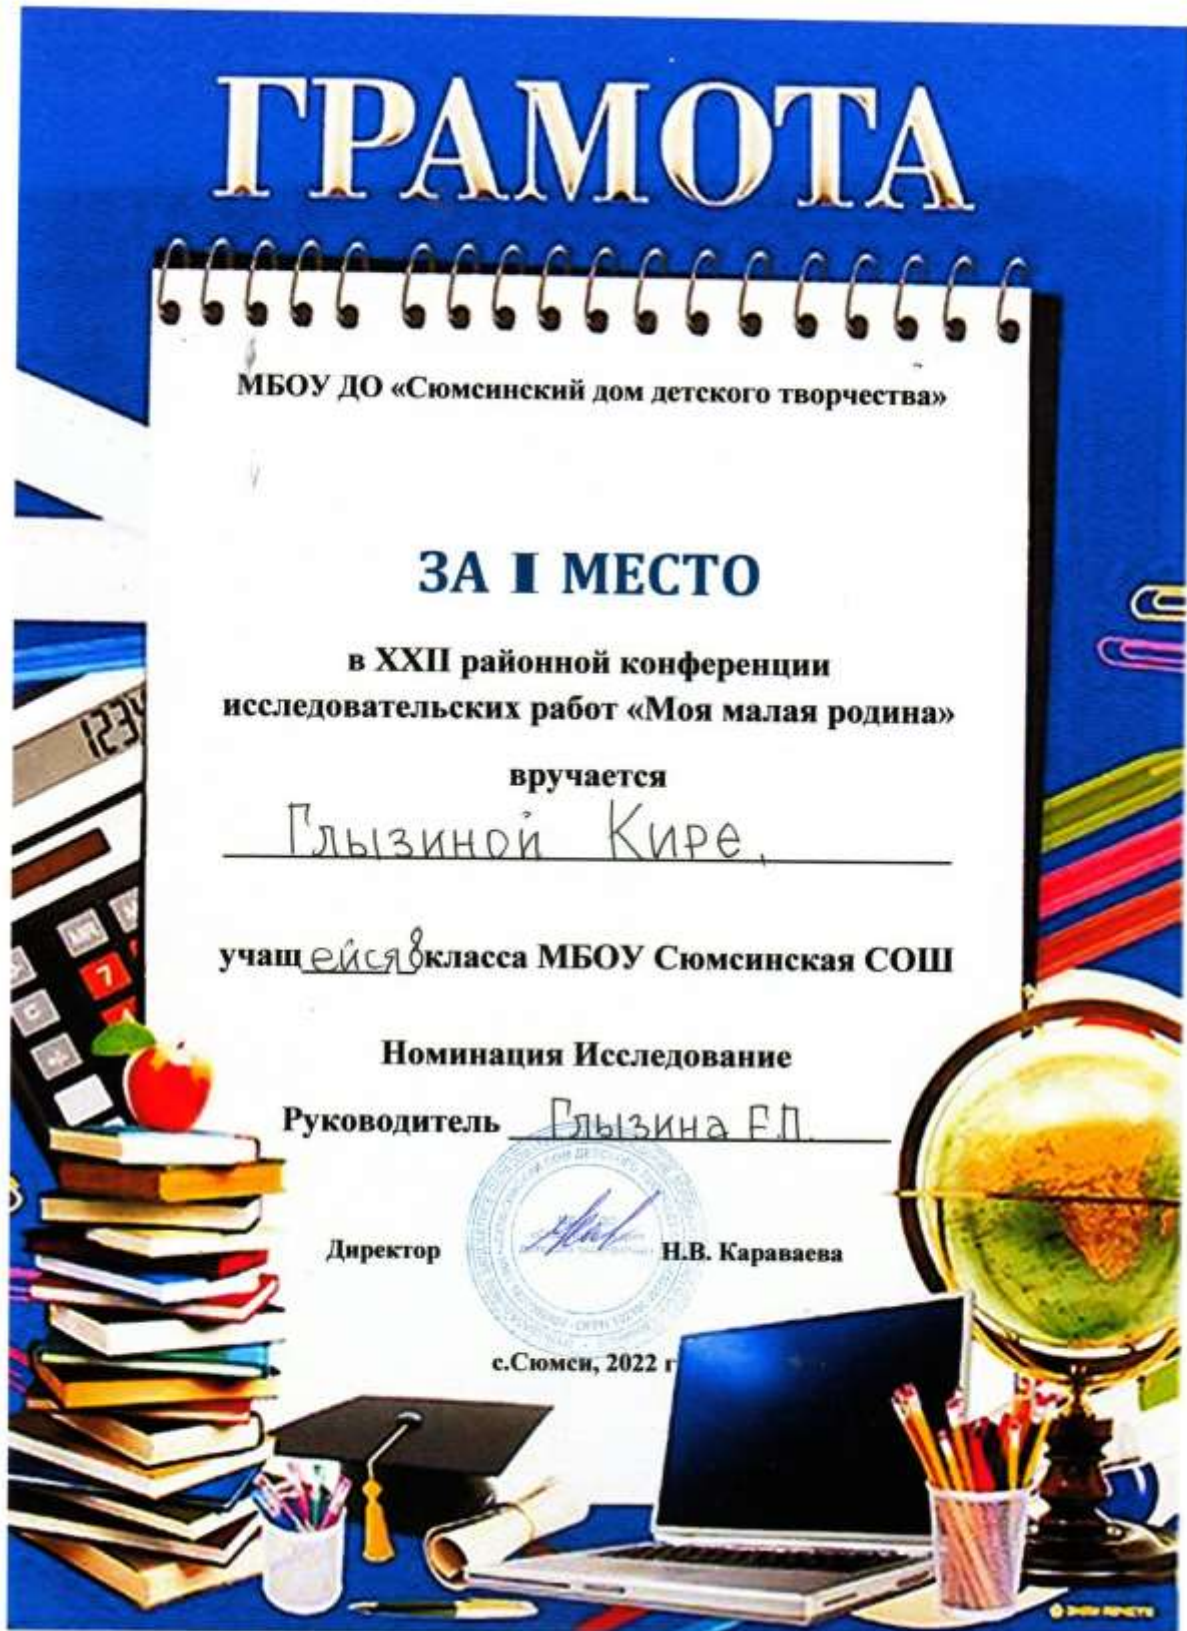 ГРАМОТА
МБОУ ДО «Сюмсинский дом детского творчества»
ЗА I МЕСТО
в XXII районной конференции
исследовательских работ «Моя малая родина»
вручается
Глызиной Кире,
учащейся 8 класса МБОУ Сюмсинская СОШ
Номинация Исследование
Руководитель Глызина Е.П.
Директор Н.В. Караваева
с.Сюмси, 2022 г
1234
7